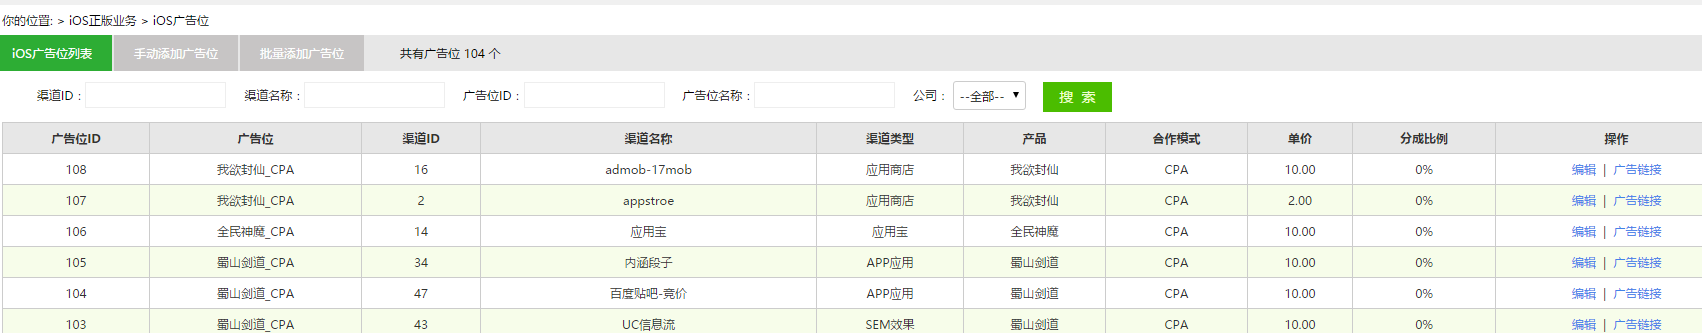 你的位置: > iOS正版业务 > iOS广告位
iOS广告位列表 手动添加广告位 批量添加广告位 共有广告位 104 个
渠道ID： 渠道名称： 广告位ID： 广告位名称： 公司： --全部-- 搜 索
广告位ID 广告位 渠道ID 渠道名称 渠道类型 产品 合作模式 单价 分成比例 操作
108 我欲封仙_CPA 16 admob-17mob 应用商店 我欲封仙 CPA 10.00 0% 编辑 | 广告链接
107 我欲封仙_CPA 2 appstroe 应用商店 我欲封仙 CPA 2.00 0% 编辑 | 广告链接
106 全民神魔_CPA 14 应用宝 应用宝 全民神魔 CPA 10.00 0% 编辑 | 广告链接
105 蜀山剑道_CPA 34 内涵段子 APP应用 蜀山剑道 CPA 10.00 0% 编辑 | 广告链接
104 蜀山剑道_CPA 47 百度贴吧-竞价 APP应用 蜀山剑道 CPA 10.00 0% 编辑 | 广告链接
103 蜀山剑道_CPA 43 UC信息流 SEM效果 蜀山剑道 CPA 10.00 0% 编辑 | 广告链接